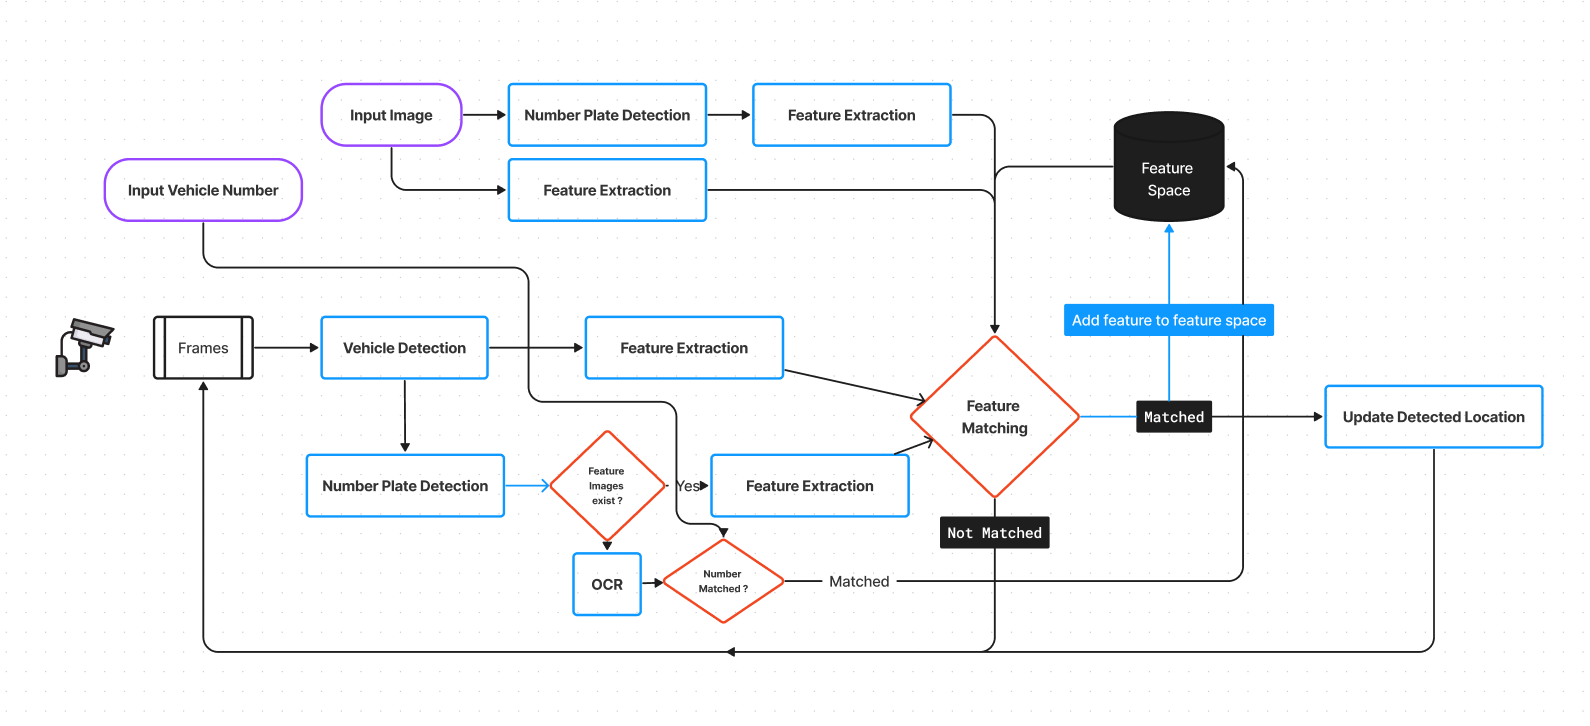 Input Image
Number Plate Detection
Feature Extraction
Input Vehicle Number
Feature Extraction
Feature
Space
Frames
Vehicle Detection
Feature Extraction
Add feature to feature space
Feature
Matching
Matched
Update Detected Location
Number Plate Detection
Feature
Images
exist ?
Yes
Feature Extraction
Not Matched
OCR
Number
Matched ?
Matched